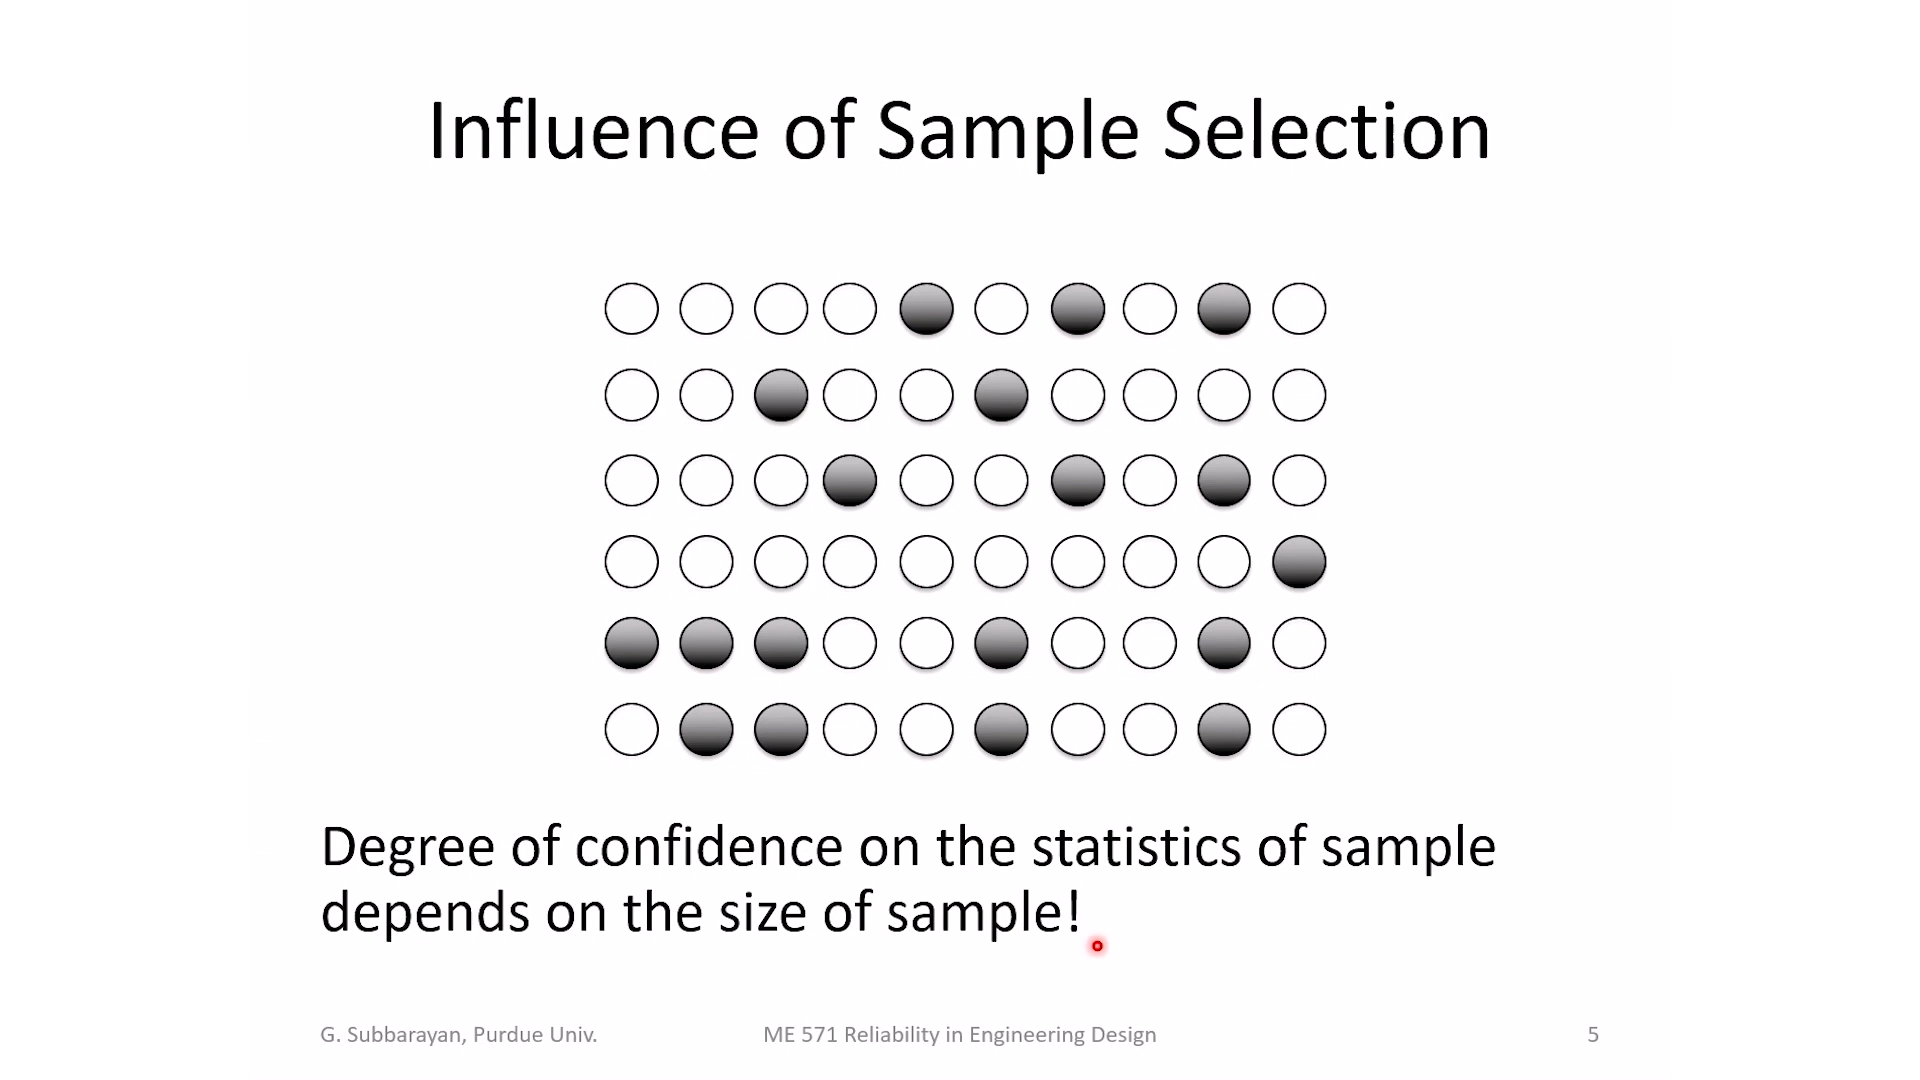 Influence of Sample Selection
Degree of confidence on the statistics of sample
depends on the size of sample!
G. Subbarayan, Purdue Univ.
ME 571 Reliability in Engineering Design
5